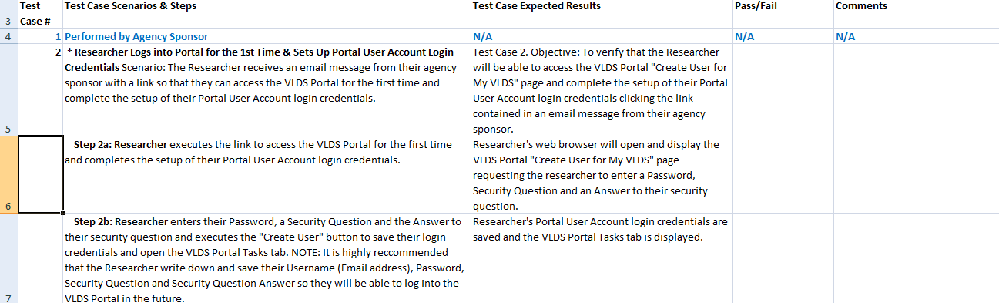 Test Test Case Scenarios & Steps Test Case Expected Results Pass/Fail Comments
3 Case #
4 1 Performed by Agency Sponsor N/A N/A N/A
2 * Researcher Logs into Portal for the 1st Time & Sets Up Portal User Account Login
Credentials Scenario: The Researcher receives an email message from their agency
sponsor with a link so that they can access the VLDS Portal for the first time and
complete the setup of their Portal User Account login credentials.
Test Case 2. Objective: To verify that the Researcher
will be able to access the VLDS Portal "Create User for
My VLDS" page and complete the setup of their Portal
User Account login credentials clicking the link
contained in an email message from their agency
5 sponsor.
Step 2a: Researcher executes the link to access the VLDS Portal for the first time
and completes the setup of their Portal User Account login credentials.
Researcher's web browser will open and display the
VLDS Portal "Create User for My VLDS" page
requesting the researcher to enter a Password,
Security Question and an Answer to their security
6 question.
Step 2b: Researcher enters their Password, a Security Question and the Answer to
their security question and executes the "Create User" button to save their login
credentials and open the VLDS Portal Tasks tab. NOTE: It is highly reccommended
that the Researcher write down and save their Username (Email address), Password,
Security Question and Security Question Answer so they will be able to log into the
7 VLDS Portal in the future.
Researcher's Portal User Account login credentials are
saved and the VLDS Portal Tasks tab is displayed.